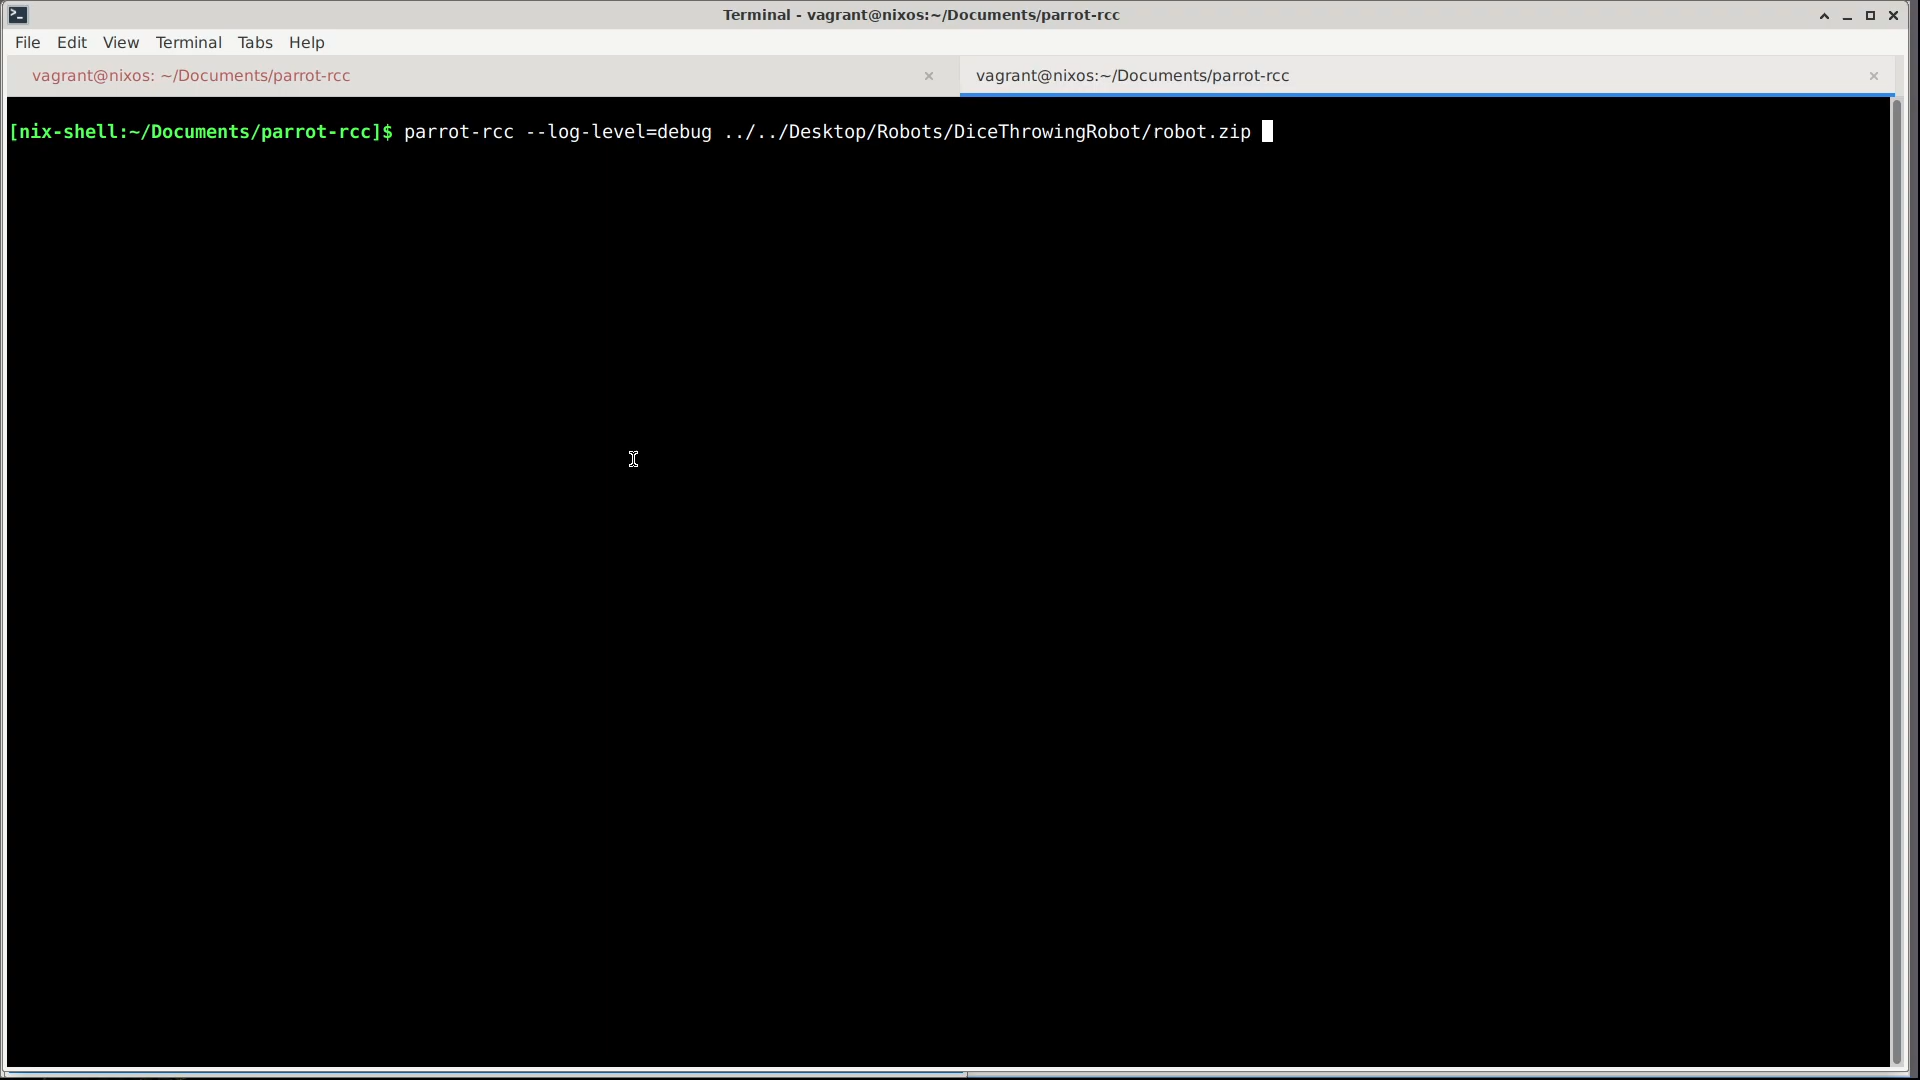 Terminal - vagrant@nixos:~/Documents/parrot-rcc
File Edit View Terminal Tabs Help
vagrant@nixos: ~/Documents/parrot-rcc
vagrant@nixos:~/Documents/parrot-rcc
[nix-shell:~/Documents/parrot-rcc]$ parrot-rcc --log-level=debug ../../Desktop/Robots/DiceThrowingRobot/robot.zip